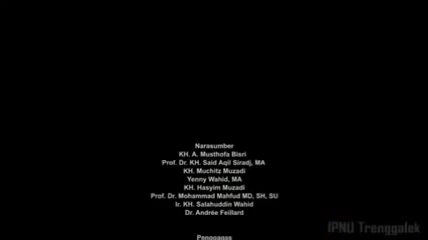 Narasumber
KH. A. Musthofa Bisri
Prof. Dr. KH. Said Aqil Siradj, MA
KH. Muchitz Muzadi
Yenny Wahid, MA
KH. Hasyim Muzadi
Prof. Dr. Mohammad Mahfud MD, SH, SU
Ir. KH. Salahuddin Wahid
Dr. Andrée Feillard
IPNU Trenggalek